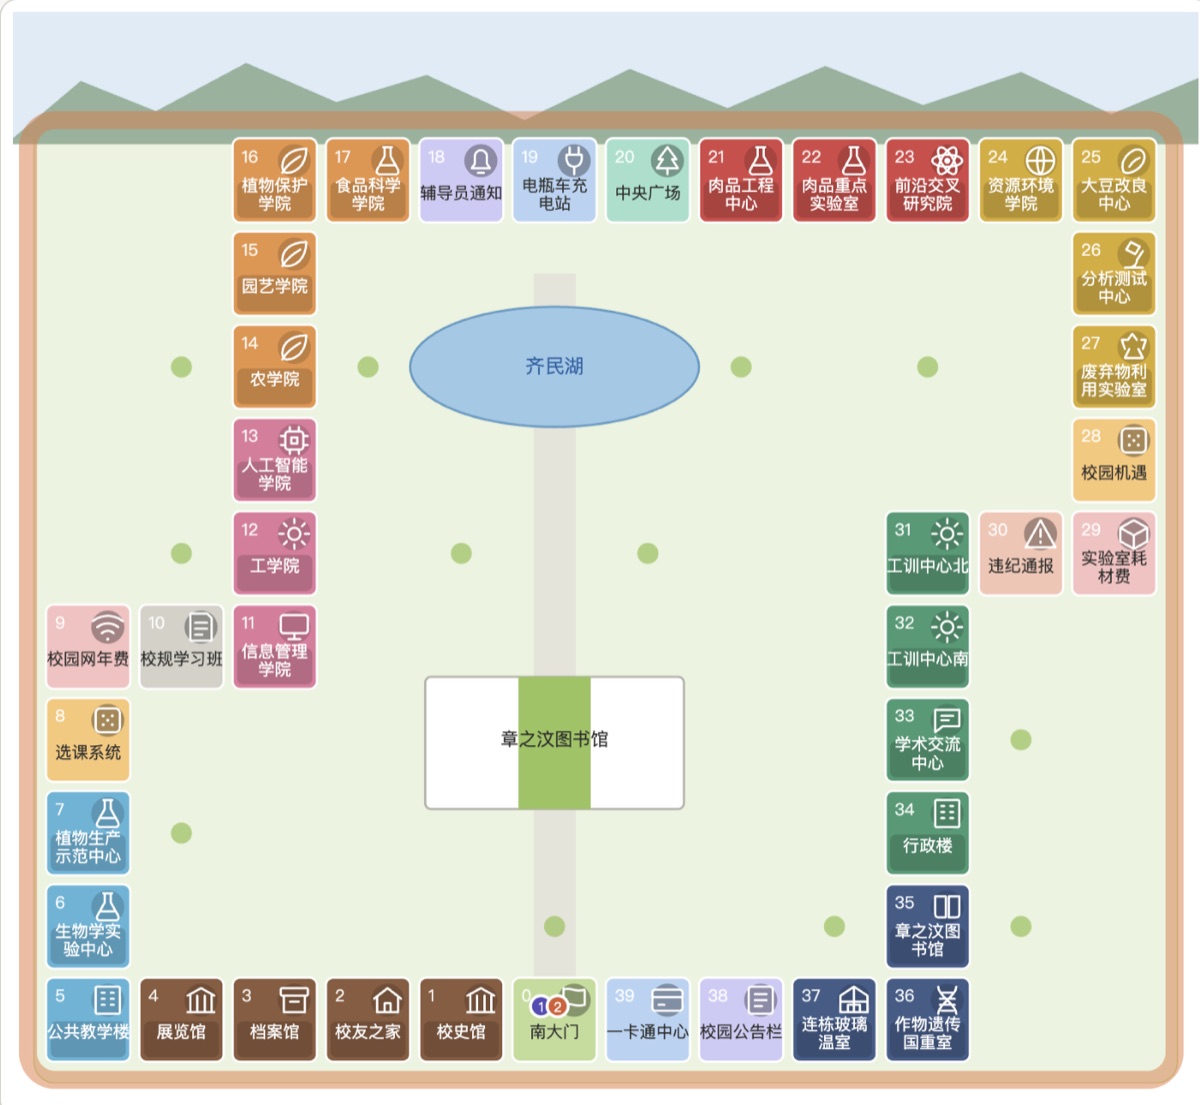 16
植物保护
学院
17
食品科学
学院
18
辅导员通知
19
电瓶车充
电站
20
中央广场
21
肉品工程
中心
22
肉品重点
实验室
23
前沿交叉
研究院
24
资源环境
学院
25
大豆改良
中心
15
园艺学院
26
分析测试
中心
14
农学院
齐民湖
27
废弃物利
用实验室
13
人工智能
学院
28
校园机遇
12
工学院
31
工训中心北
30
违纪通报
29
实验室耗
材费
9
校园网年费
10
校规学习班
11
信息管理
学院
32
工训中心南
8
选课系统
章之汶图书馆
33
学术交流
中心
7
植物生产
示范中心
34
行政楼
6
生物学实
验中心
35
章之汶图
书馆
5
公共教学楼
4
展览馆
3
档案馆
2
校友之家
1
校史馆
0
1
2
南大门
39
一卡通中心
38
校园公告栏
37
连栋玻璃
温室
36
作物遗传
国重室